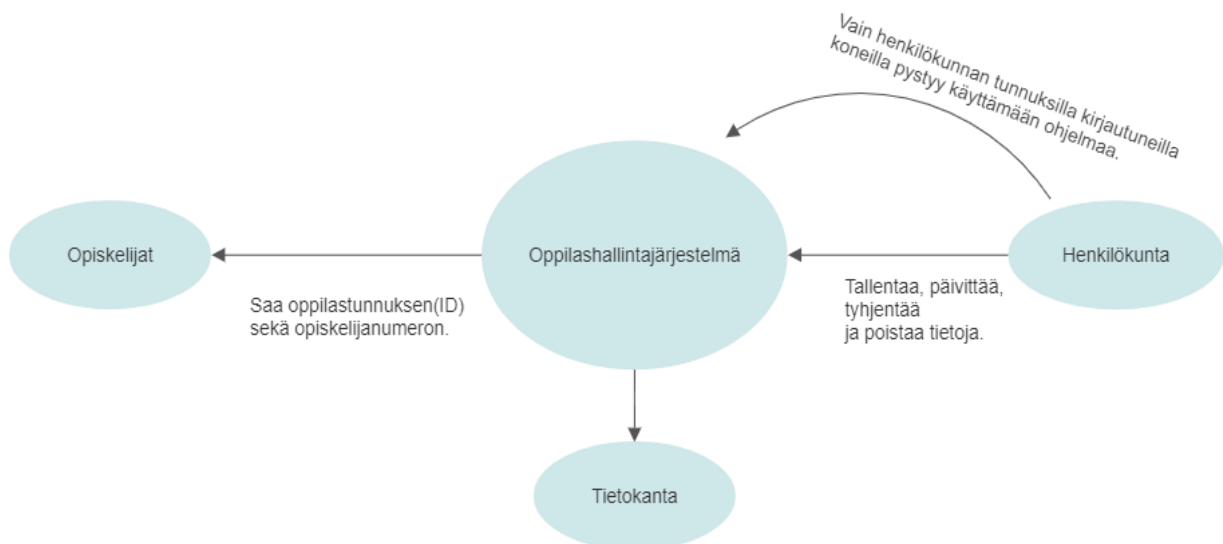 Vain henkilökunnan tunnuksilla kirjautuneilla
koneilla pystyy käyttämään ohjelmaa.
Opiskelijat
Oppilashallintajärjestelmä
Henkilökunta
Saa oppilastunnuksen(ID)
sekä opiskelijanumeron.
Tallentaa, päivittää,
tyhjentää
ja poistaa tietoja.
Tietokanta